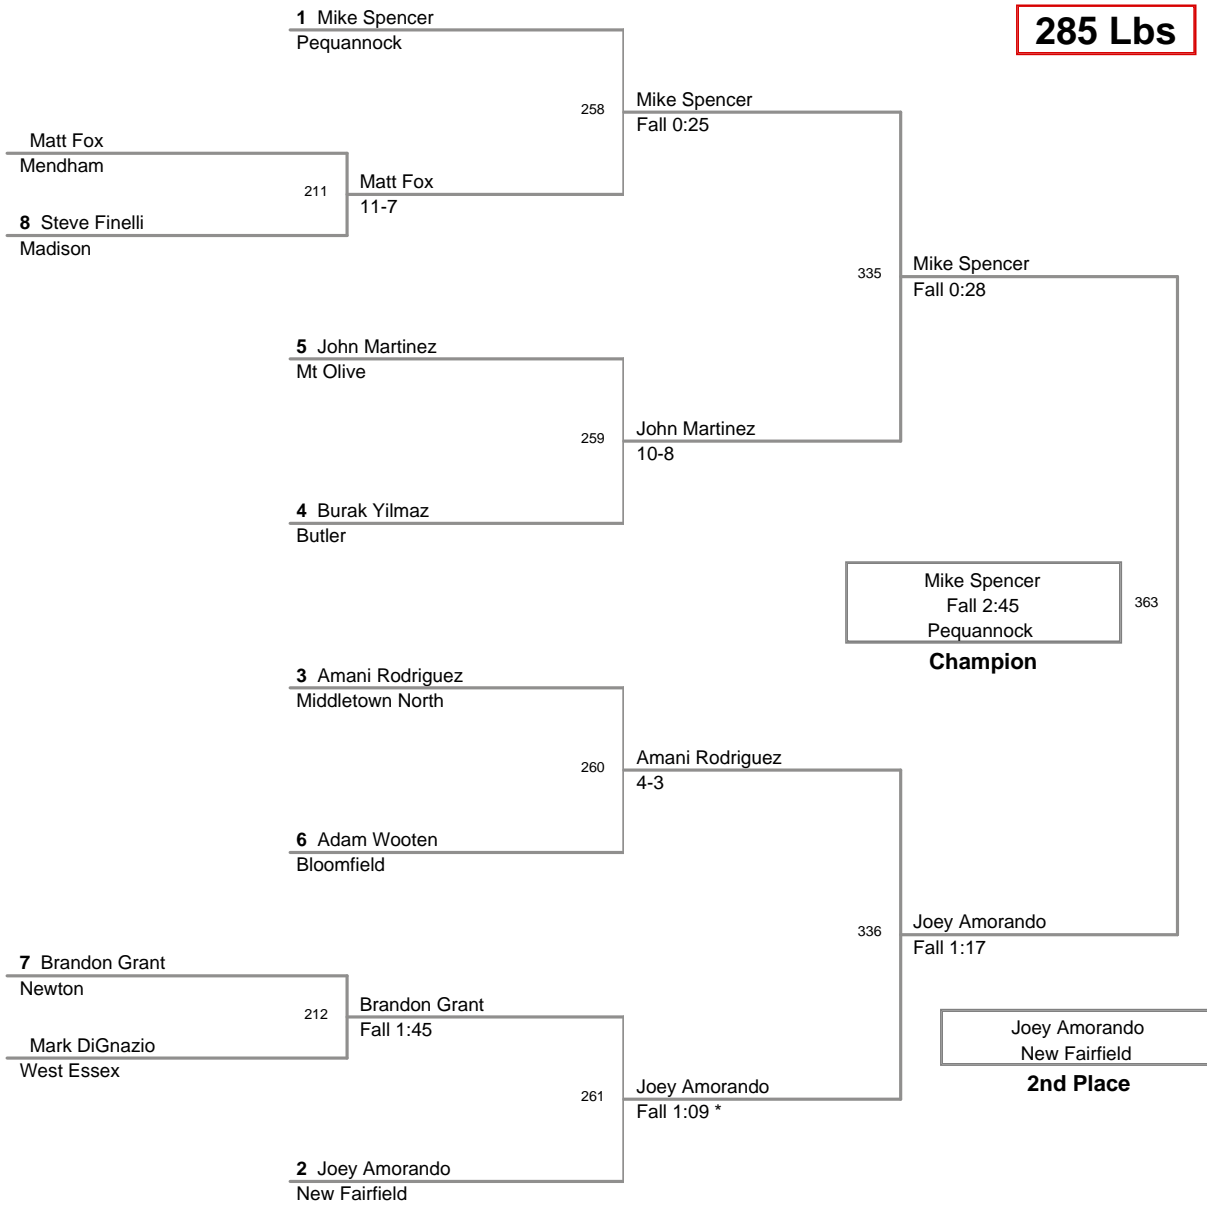 285 Lbs
1 Mike Spencer
Pequannock
258
Mike Spencer
Fall 0:25
Matt Fox
Mendham
211
Matt Fox
11-7
8 Steve Finelli
Madison
335
Mike Spencer
Fall 0:28
5 John Martinez
Mt Olive
259
John Martinez
10-8
4 Burak Yilmaz
Butler
Mike Spencer
Fall 2:45
Pequannock
363
Champion
3 Amani Rodriguez
Middletown North
260
Amani Rodriguez
4-3
6 Adam Wooten
Bloomfield
336
Joey Amorando
Fall 1:17
7 Brandon Grant
Newton
212
Brandon Grant
Fall 1:45
Mark DiGnazio
West Essex
Joey Amorando
New Fairfield
2nd Place
261
Joey Amorando
Fall 1:09 *
2 Joey Amorando
New Fairfield